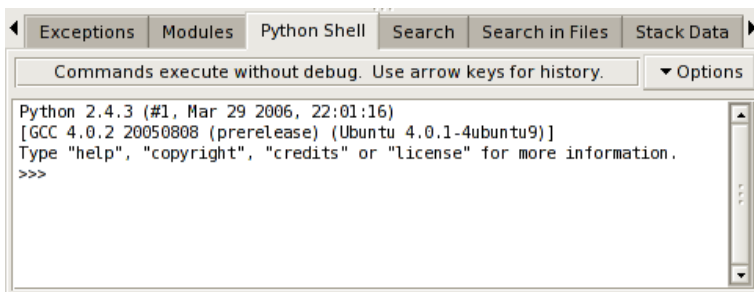 Exceptions Modules Python Shell Search Search in Files Stack Data
Commands execute without debug. Use arrow keys for history. Options
Python 2.4.3 (#1, Mar 29 2006, 22:01:16)
[GCC 4.0.2 20050808 (prerelease) (Ubuntu 4.0.1-4ubuntu9)]
Type "help", "copyright", "credits" or "license" for more information.
>>>